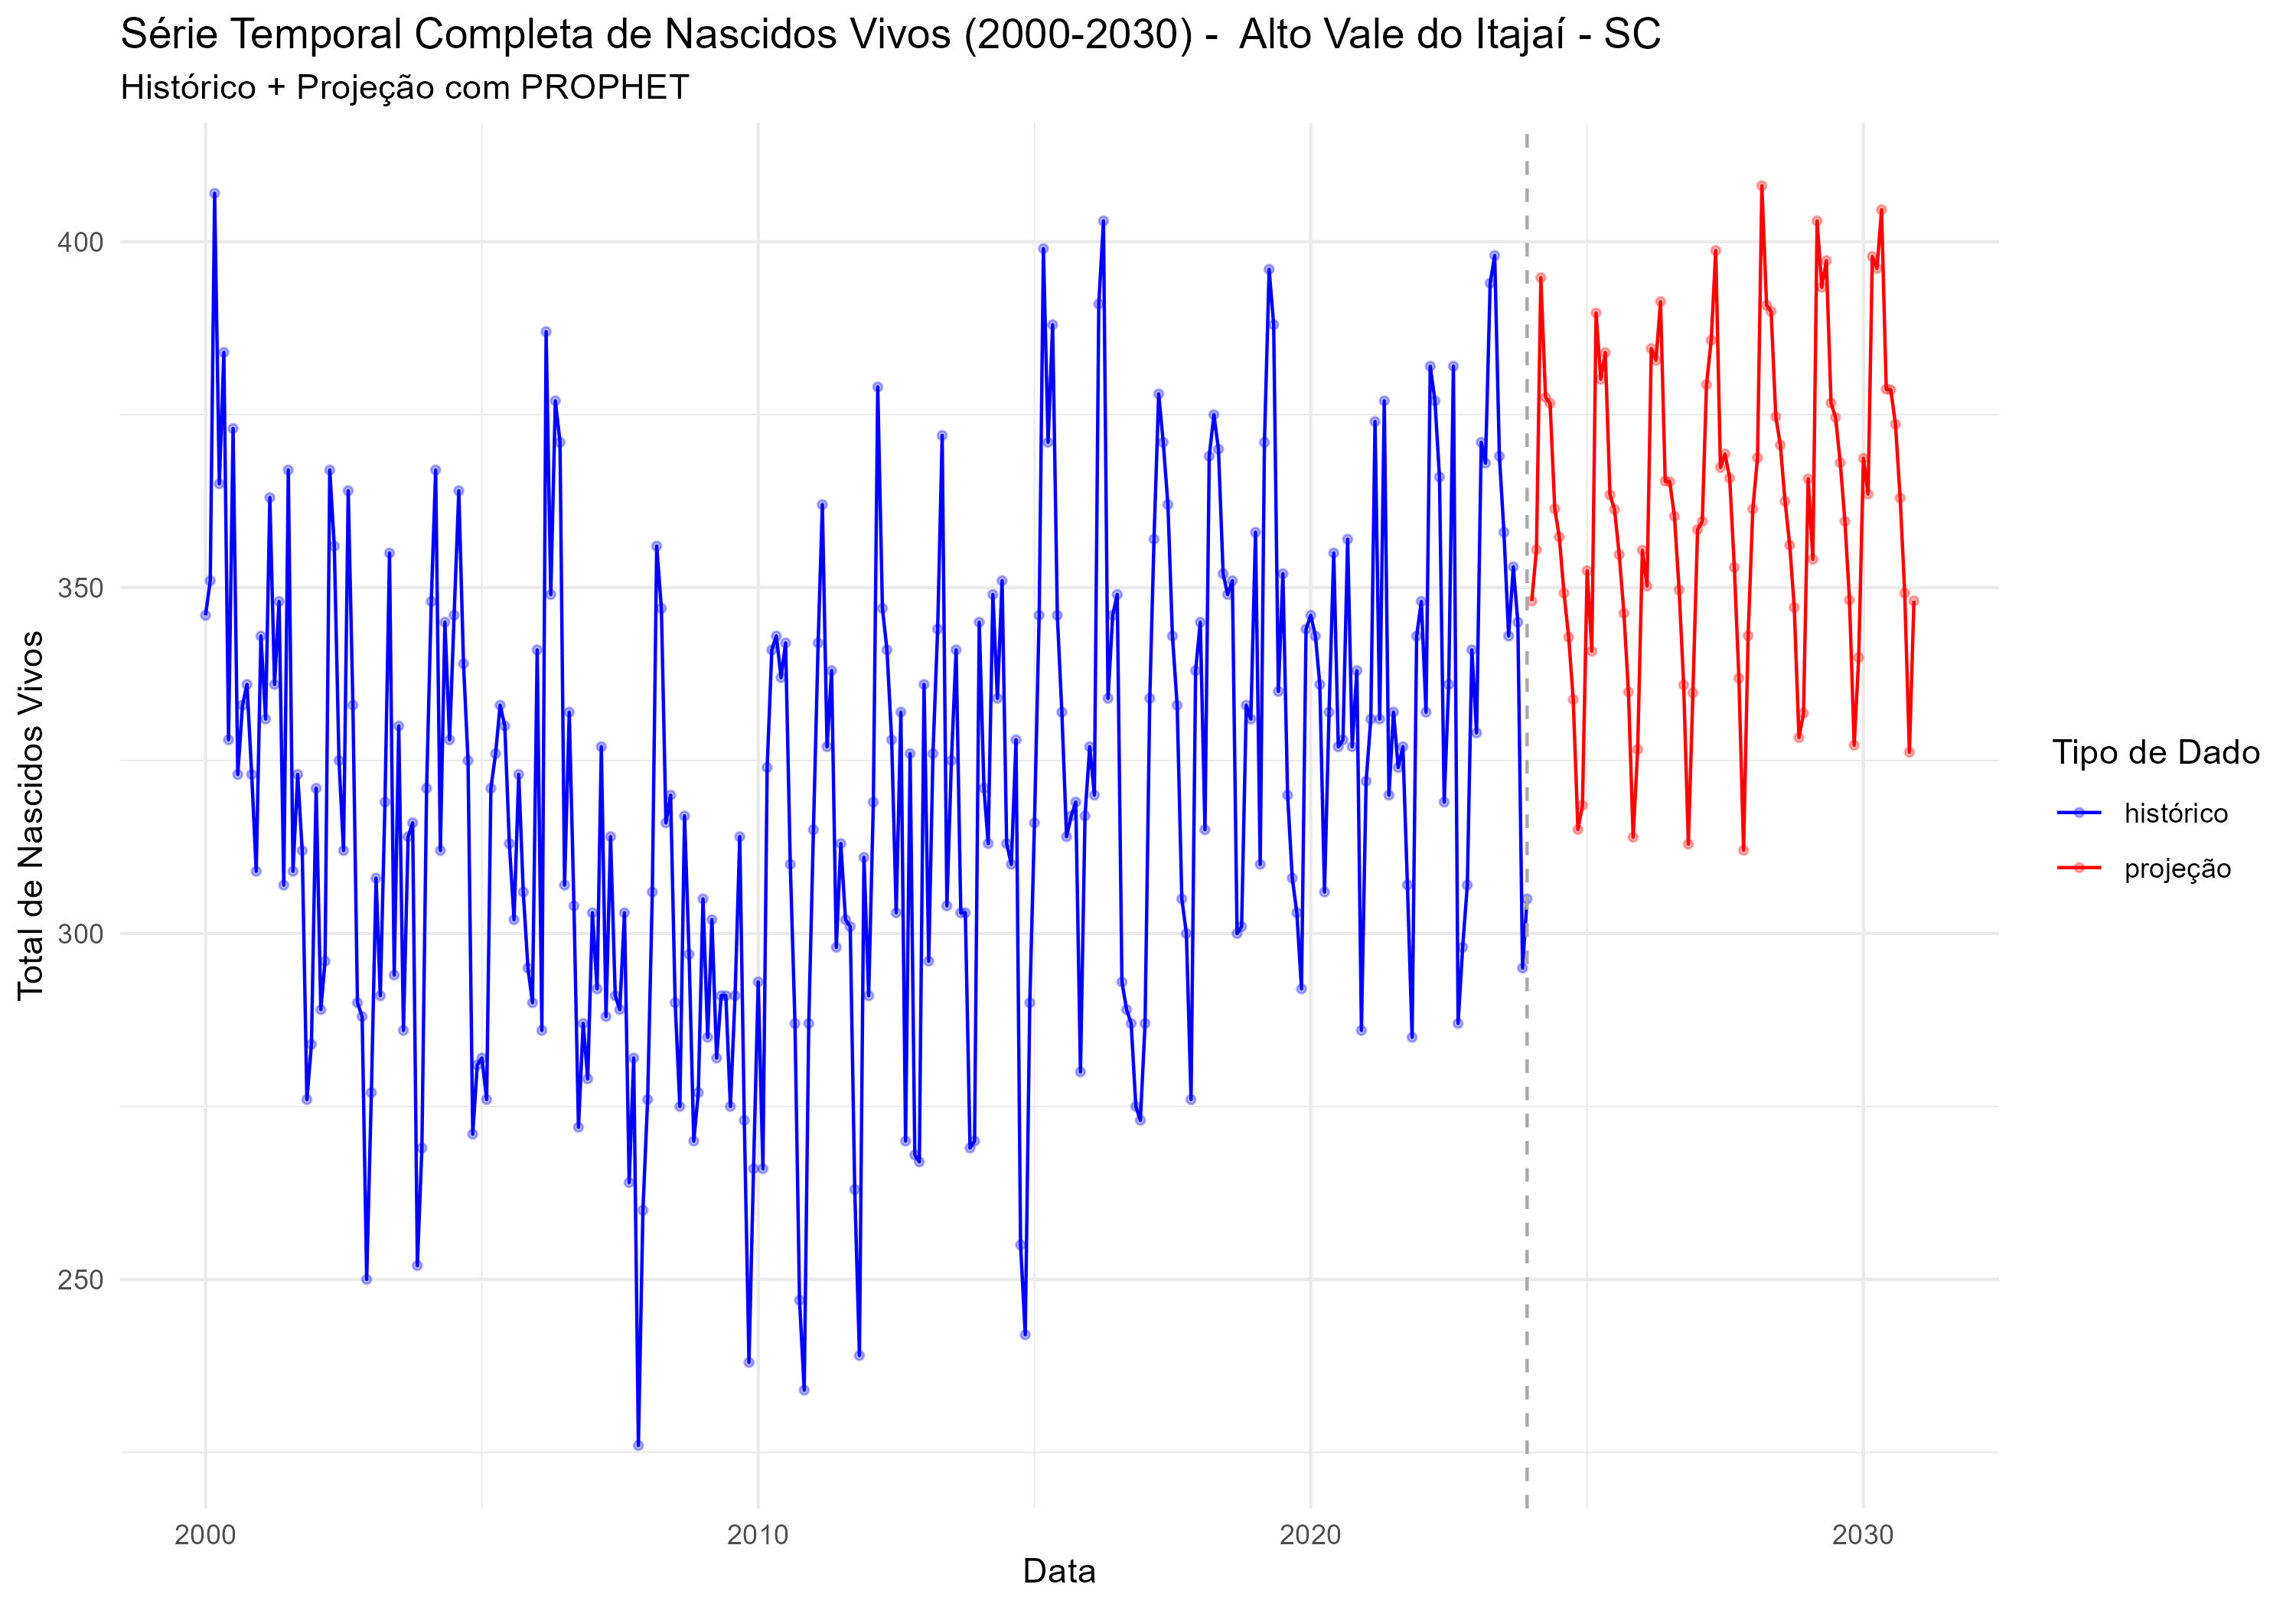 Série Temporal Completa de Nascidos Vivos (2000-2030) -  Alto Vale do Itajaí - SC
Histórico + Projeção com PROPHET
Total de Nascidos Vivos
400
350
300
250
2000
2010
2020
2030
Data
Tipo de Dado
histórico
projeção